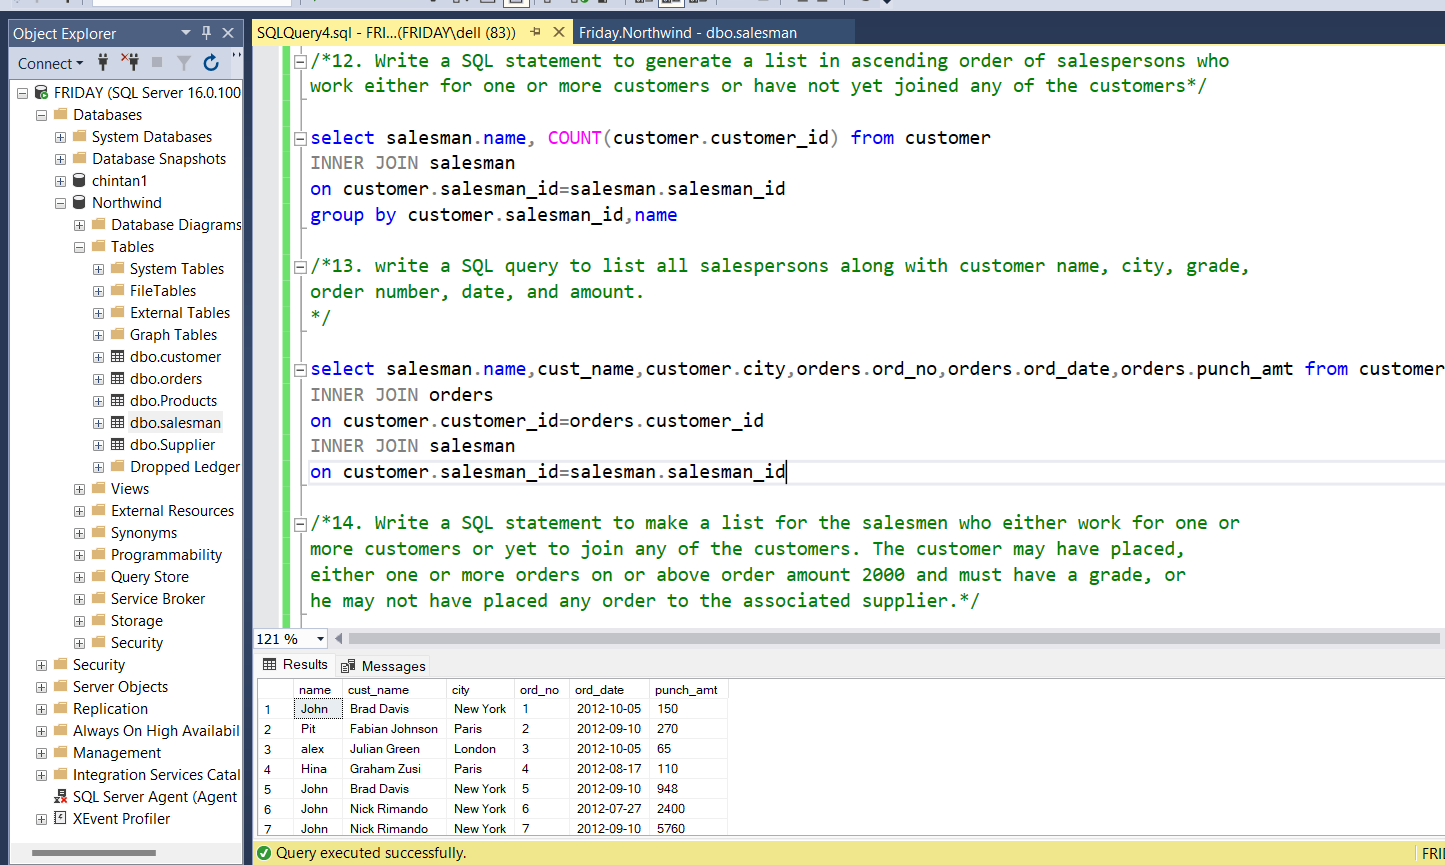 Object Explorer
Connect
FRIDAY (SQL Server 16.0.100
Databases
System Databases
Database Snapshots
chintan1
Northwind
Database Diagrams
Tables
System Tables
FileTables
External Tables
Graph Tables
dbo.customer
dbo.orders
dbo.Products
dbo.salesman
dbo.Supplier
Dropped Ledger
Views
External Resources
Synonyms
Programmability
Query Store
Service Broker
Storage
Security
Security
Server Objects
Replication
Always On High Availabil
Management
Integration Services Catal
SQL Server Agent (Agent
XEvent Profiler
SQLQuery4.sql - FRI...(FRIDAY\dell (83))
Friday.Northwind - dbo.salesman
/*12. Write a SQL statement to generate a list in ascending order of salespersons who
work either for one or more customers or have not yet joined any of the customers*/
select salesman.name, COUNT(customer.customer_id) from customer
INNER JOIN salesman
on customer.salesman_id=salesman.salesman_id
group by customer.salesman_id,name
/*13. write a SQL query to list all salespersons along with customer name, city, grade,
order number, date, and amount.
*/
select salesman.name,cust_name,customer.city,orders.ord_no,orders.ord_date,orders.punch_amt from customer
INNER JOIN orders
on customer.customer_id=orders.customer_id
INNER JOIN salesman
on customer.salesman_id=salesman.salesman_id
/*14. Write a SQL statement to make a list for the salesmen who either work for one or
more customers or yet to join any of the customers. The customer may have placed,
either one or more orders on or above order amount 2000 and must have a grade, or
he may not have placed any order to the associated supplier.*/
121 %
Results Messages
name cust_name city ord_no ord_date punch_amt
1 John Brad Davis New York 1 2012-10-05 150
2 Pit Fabian Johnson Paris 2 2012-09-10 270
3 alex Julian Green London 3 2012-10-05 65
4 Hina Graham Zusi Paris 4 2012-08-17 110
5 John Brad Davis New York 5 2012-09-10 948
6 John Nick Rimando New York 6 2012-07-27 2400
7 John Nick Rimando New York 7 2012-09-10 5760
Query executed successfully.
FRI